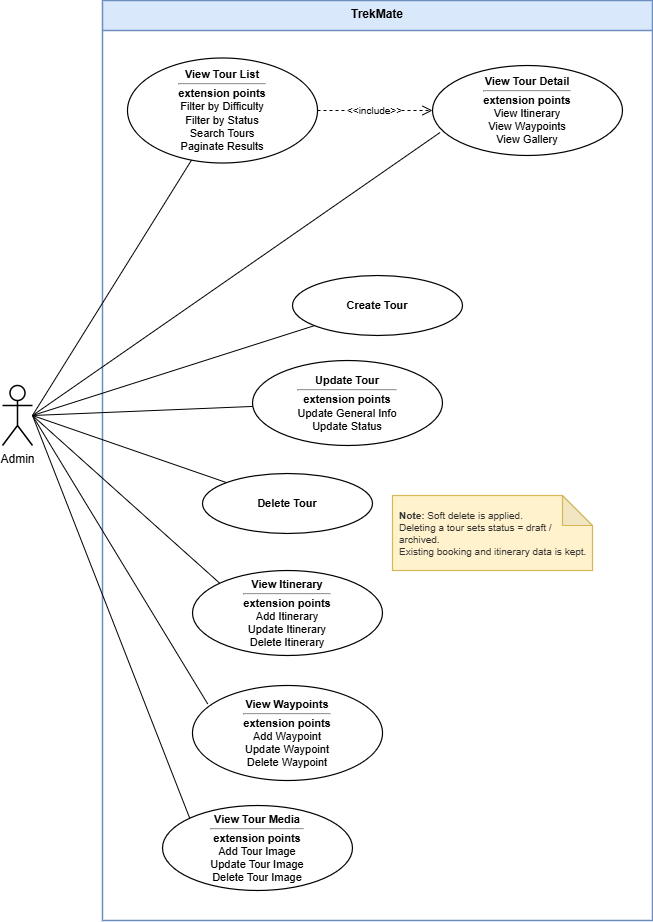 TrekMate
View Tour List
extension points
Filter by Difficulty
Filter by Status
Search Tours
Paginate Results
<<include>>
View Tour Detail
extension points
View Itinerary
View Waypoints
View Gallery
Create Tour
Update Tour
extension points
Update General Info
Update Status
Admin
Delete Tour
Note: Soft delete is applied.
Deleting a tour sets status = draft /
archived.
Existing booking and itinerary data is kept.
View Itinerary
extension points
Add Itinerary
Update Itinerary
Delete Itinerary
View Waypoints
extension points
Add Waypoint
Update Waypoint
Delete Waypoint
View Tour Media
extension points
Add Tour Image
Update Tour Image
Delete Tour Image